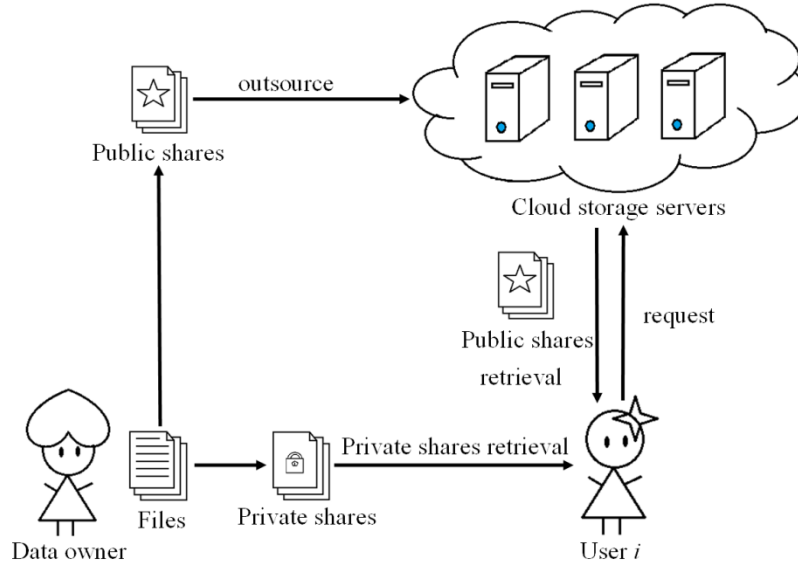 outsource
Public shares
Cloud storage servers
request
Public shares
retrieval
Private shares retrieval
Files
Private shares
Data owner
User i